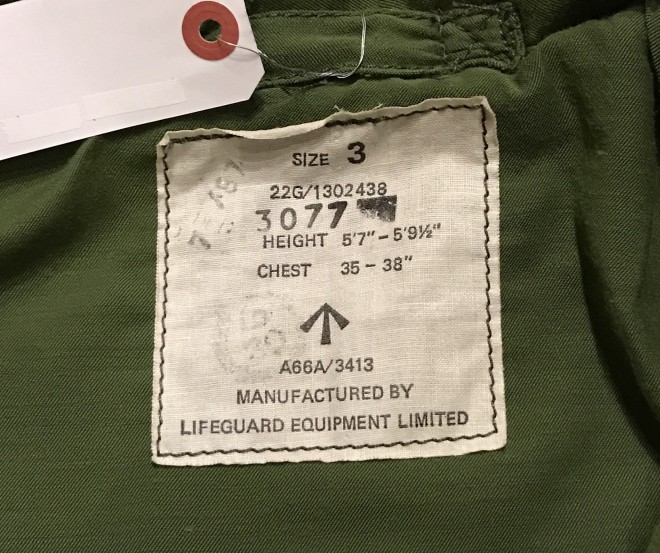 SIZE 3
22G/1302438
3077
HEIGHT 5'7" – 5'9½"
CHEST 35 – 38"
A66A/3413
MANUFACTURED BY
LIFEGUARD EQUIPMENT LIMITED